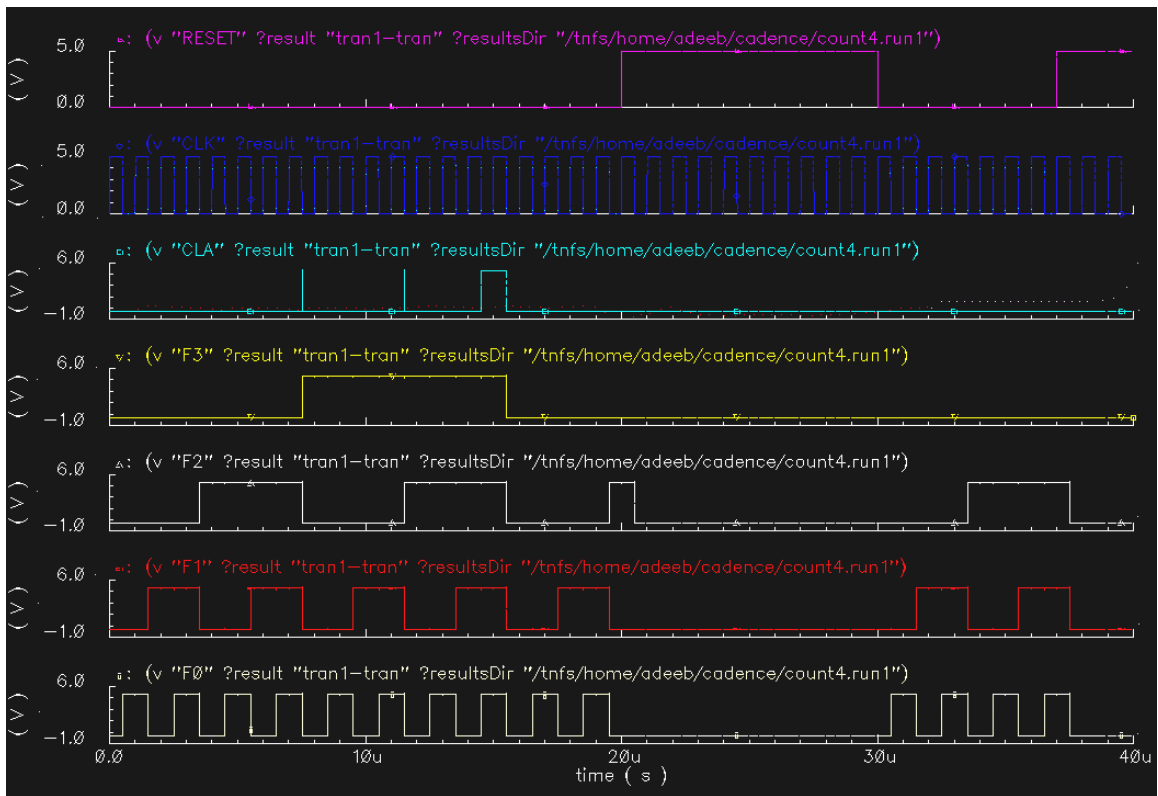 ▫: (v "RESET" ?result "tran1-tran" ?resultsDir "/tnfs/home/adeeb/cadence/count4.run1")
5.0
(V)
0.0
◦: (v "CLK" ?result "tran1-tran" ?resultsDir "/tnfs/home/adeeb/cadence/count4.run1")
5.0
(V)
0.0
▫: (v "CLA" ?result "tran1-tran" ?resultsDir "/tnfs/home/adeeb/cadence/count4.run1")
6.0
(V)
-1.0
▿: (v "F3" ?result "tran1-tran" ?resultsDir "/tnfs/home/adeeb/cadence/count4.run1")
6.0
(V)
-1.0
▵: (v "F2" ?result "tran1-tran" ?resultsDir "/tnfs/home/adeeb/cadence/count4.run1")
6.0
(V)
-1.0
▫: (v "F1" ?result "tran1-tran" ?resultsDir "/tnfs/home/adeeb/cadence/count4.run1")
6.0
(V)
-1.0
▫: (v "F0" ?result "tran1-tran" ?resultsDir "/tnfs/home/adeeb/cadence/count4.run1")
6.0
(V)
-1.0
0.0 10u 20u 30u 40u
time ( s )